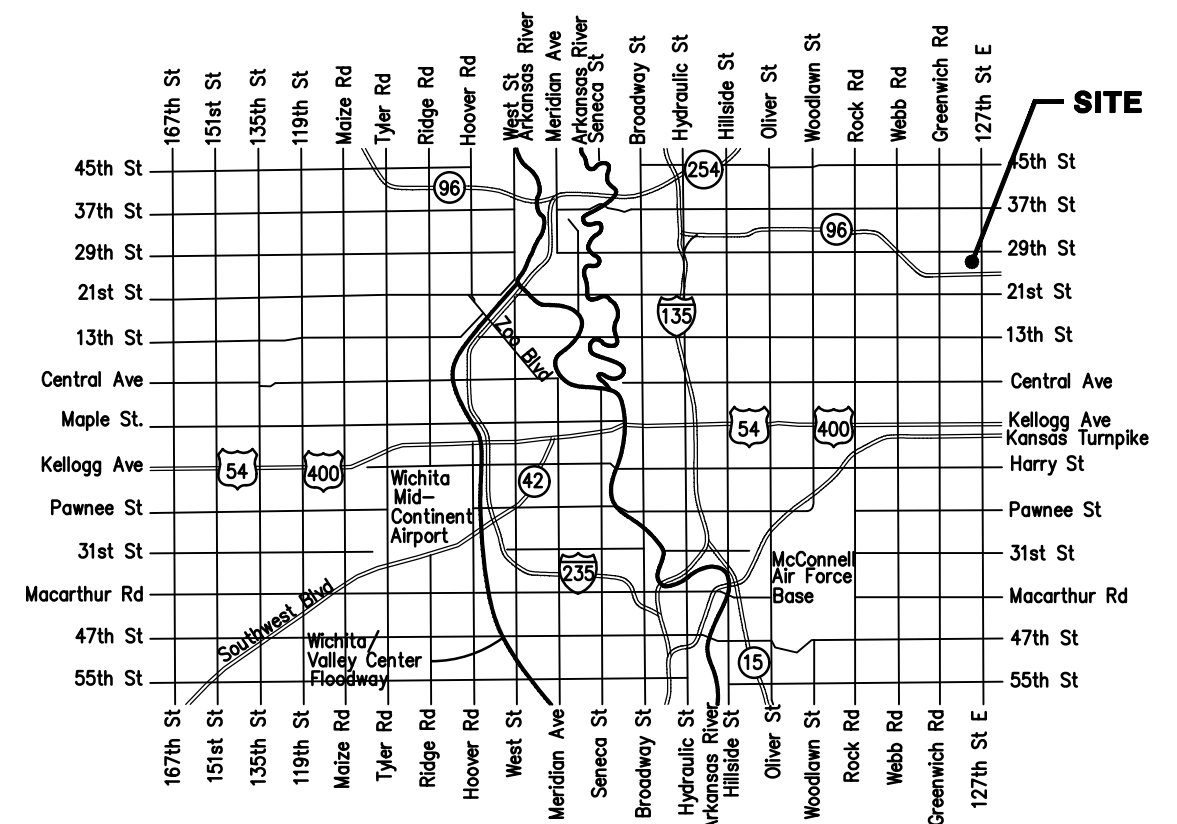 167th St
151st St
135th St
119th St
Maize Rd
Tyler Rd
Ridge Rd
Hoover Rd
West St
Arkansas River
Meridian Ave
Arkansas River
Seneca St
Broadway St
Hydraulic St
Hillside St
Oliver St
Woodlawn St
Rock Rd
Webb Rd
Greenwich Rd
127th St E
SITE
45th St
37th St
29th St
21st St
13th St
Central Ave
Maple St.
Kellogg Ave
Pawnee St
31st St
Macarthur Rd
47th St
55th St
96
254
96
135
Zoo Blvd
54
400
54
400
42
Wichita
Mid-
Continent
Airport
235
McConnell
Air Force
Base
Southwest Blvd
Wichita/
Valley Center
Floodway
15
45th St
37th St
29th St
21st St
13th St
Central Ave
Kellogg Ave
Kansas Turnpike
Harry St
Pawnee St
31st St
Macarthur Rd
47th St
55th St
167th St
151st St
135th St
119th St
Maize Rd
Tyler Rd
Ridge Rd
Hoover Rd
West St
Meridian Ave
Seneca St
Broadway St
Hydraulic St
Arkansas River
Hillside St
Oliver St
Woodlawn St
Rock Rd
Webb Rd
Greenwich Rd
127th St E